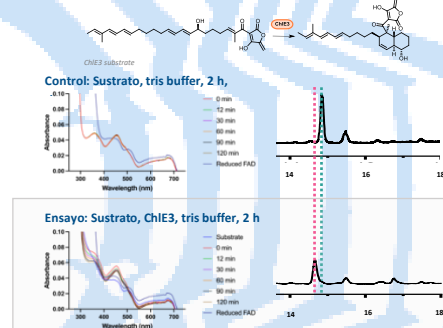 OH
O
O
ChlE3
O
OH
ChlE3 substrate
Control: Sustrato, tris buffer, 2 h,
0.10
0.08
0.06
0.04
0.02
0.00
Absorbance
300 400 500 600 700
Wavelength (nm)
0 min
12 min
30 min
60 min
90 min
120 min
Reduced FAD
14 16 18
Ensayo: Sustrato, ChlE3, tris buffer, 2 h
0.10
0.08
0.06
0.04
0.02
0.00
Absorbance
300 400 500 600 700
Wavelength (nm)
Substrate
0 min
12 min
30 min
60 min
90 min
120 min
Reduced FAD
14 16 18